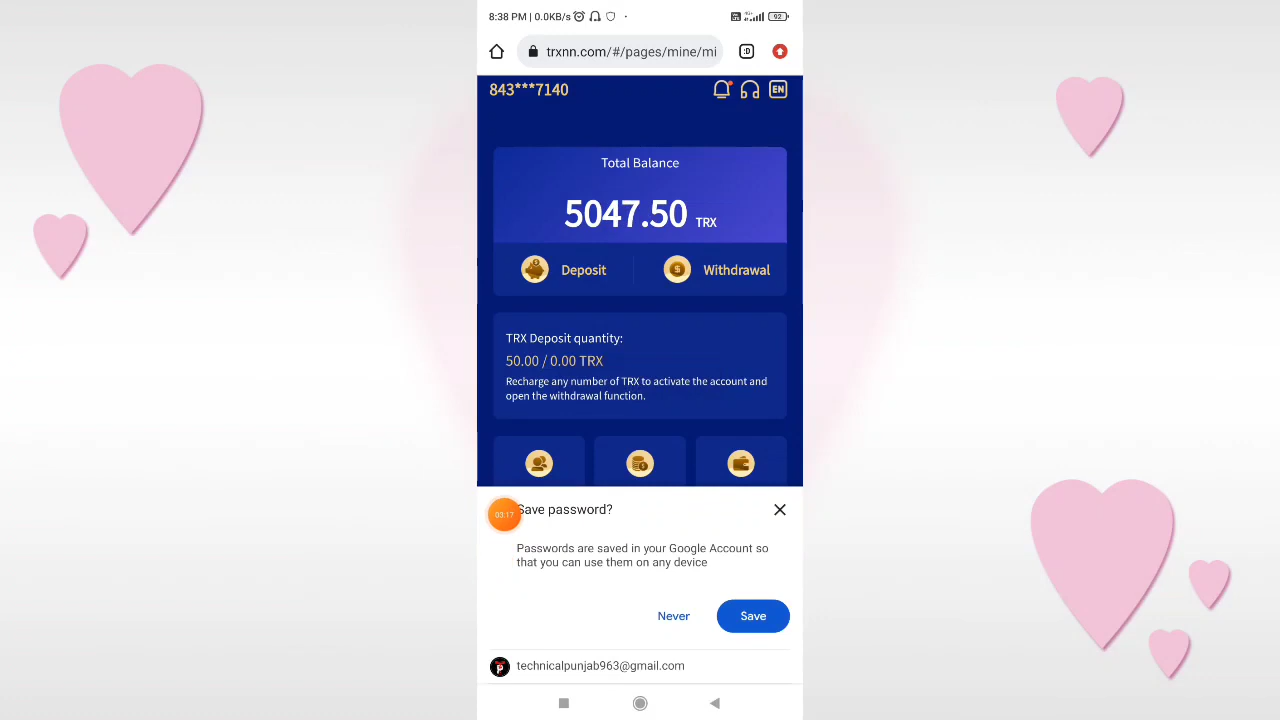 8:38 PM | 0.0KB/s
92
trxnn.com/#/pages/mine/mi
:D
843***7140
EN
Total Balance
5047.50 TRX
Deposit
Withdrawal
TRX Deposit quantity:
50.00 / 0.00 TRX
Recharge any number of TRX to activate the account and
open the withdrawal function.
03:17
Save password?
Passwords are saved in your Google Account so
that you can use them on any device
Never
Save
technicalpunjab963@gmail.com